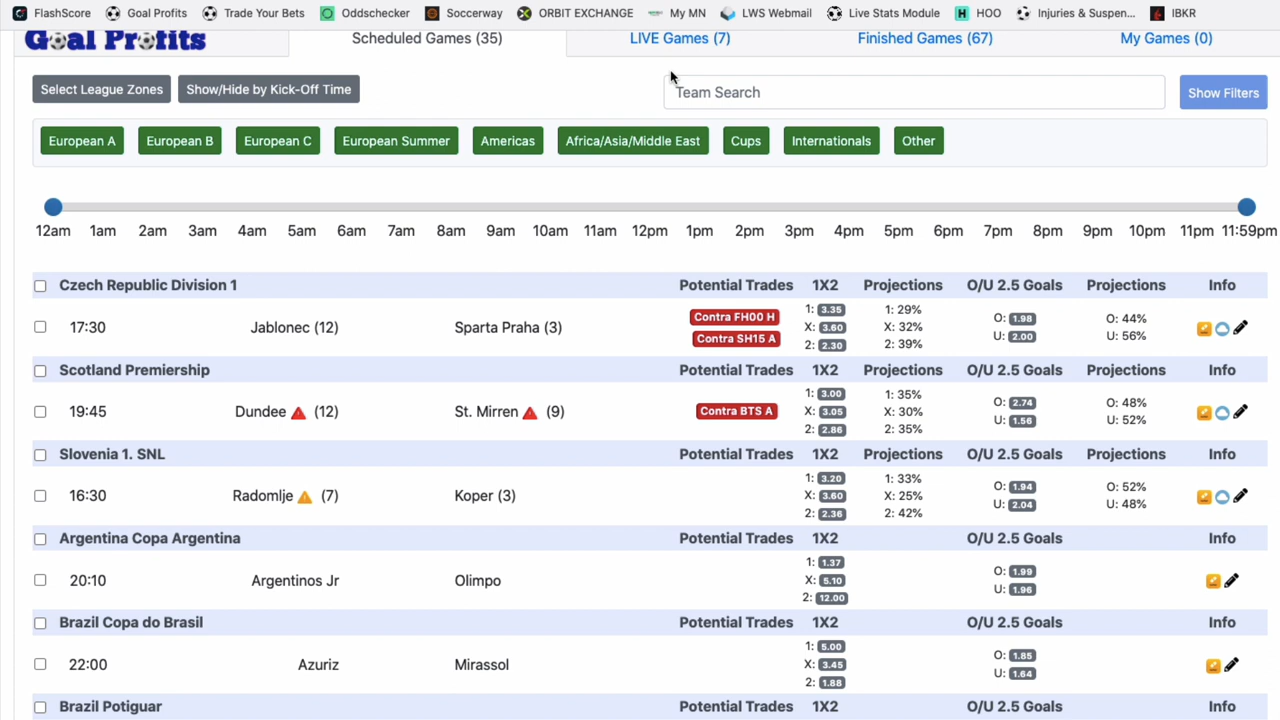 FlashScore Goal Profits Trade Your Bets Oddschecker Soccerway ORBIT EXCHANGE My MN LWS Webmail Live Stats Module HOO Injuries & Suspen... IBKR
Goal Profits Scheduled Games (35) LIVE Games (7) Finished Games (67) My Games (0)
Select League Zones Show/Hide by Kick-Off Time Team Search Show Filters
European A European B European C European Summer Americas Africa/Asia/Middle East Cups Internationals Other
12am 1am 2am 3am 4am 5am 6am 7am 8am 9am 10am 11am 12pm 1pm 2pm 3pm 4pm 5pm 6pm 7pm 8pm 9pm 10pm 11pm 11:59pm
Czech Republic Division 1 Potential Trades 1X2 Projections O/U 2.5 Goals Projections Info
1: 3.35 1: 29%
Contra FH00 H O: 1.98 O: 44%
17:30 Jablonec (12) Sparta Praha (3) X: 3.60 X: 32%
Contra SH15 A U: 2.00 U: 56%
2: 2.30 2: 39%
Scotland Premiership Potential Trades 1X2 Projections O/U 2.5 Goals Projections Info
1: 3.00 1: 35%
O: 2.74 O: 48%
19:45 Dundee (12) St. Mirren (9) Contra BTS A X: 3.05 X: 30%
U: 1.56 U: 52%
2: 2.86 2: 35%
Slovenia 1. SNL Potential Trades 1X2 Projections O/U 2.5 Goals Projections Info
1: 3.20 1: 33%
O: 1.94 O: 52%
16:30 Radomlje (7) Koper (3) X: 3.60 X: 25%
U: 2.04 U: 48%
2: 2.36 2: 42%
Argentina Copa Argentina Potential Trades 1X2 O/U 2.5 Goals Info
1: 1.37
O: 1.99
20:10 Argentinos Jr Olimpo X: 5.10
U: 1.96
2: 12.00
Brazil Copa do Brasil Potential Trades 1X2 O/U 2.5 Goals Info
1: 5.00
O: 1.85
22:00 Azuriz Mirassol X: 3.45
U: 1.64
2: 1.88
Brazil Potiguar Potential Trades 1X2 O/U 2.5 Goals Info